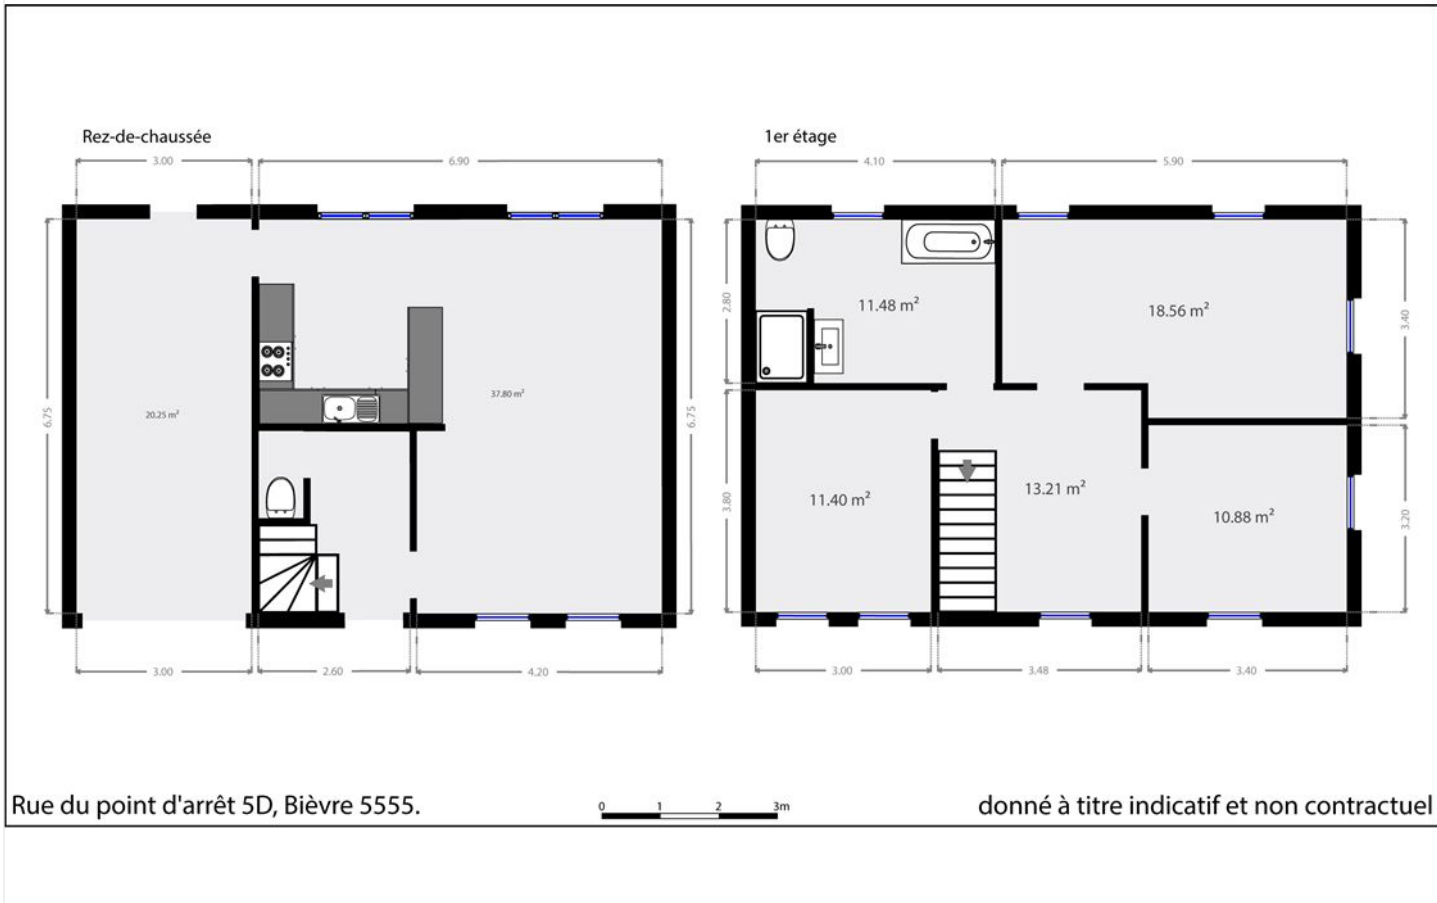 Rez-de-chaussée
1er étage
3.00
6.90
4.10
5.90
6.75
20.25 m²
37.80 m²
6.75
2.80
11.48 m²
18.56 m²
3.40
3.80
11.40 m²
13.21 m²
10.88 m²
3.20
3.00
2.60
4.20
3.00
3.48
3.40
Rue du point d'arrêt 5D, Bièvre 5555.
0 1 2 3m
donné à titre indicatif et non contractuel